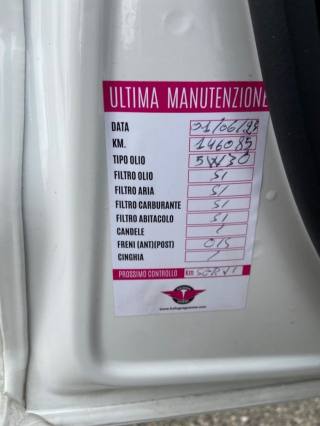 ULTIMA MANUTENZIONE
DATA 01/06/23
KM. 146085
TIPO OLIO 5W30
FILTRO OLIO SI
FILTRO ARIA SI
FILTRO CARBURANTE SI
FILTRO ABITACOLO SI
CANDELE /
FRENI (ANT)(POST)
CINGHIA /
PROSSIMO CONTROLLO Km